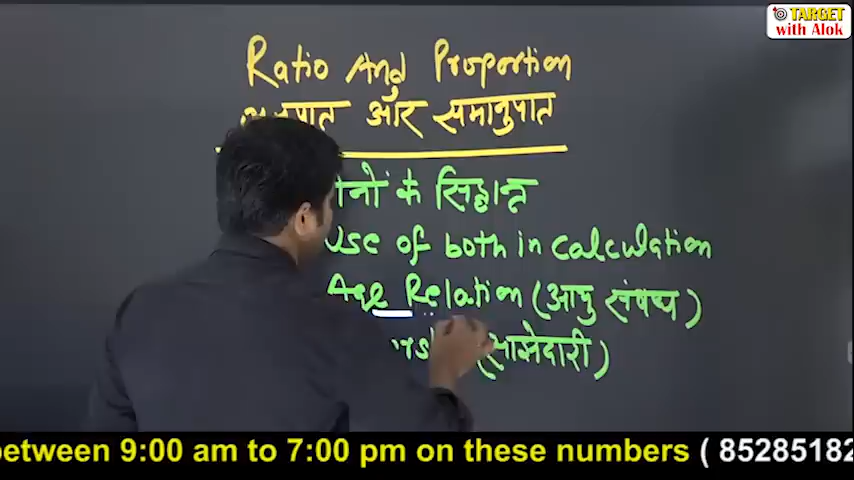 TARGET
with Alok
Ratio And Proportion
और समानुपात
के सिद्धान्त
Use of both in calculation
Age Relation (आयु संबंध)
(साझेदारी)
between 9:00 am to 7:00 pm on these numbers ( 85285182